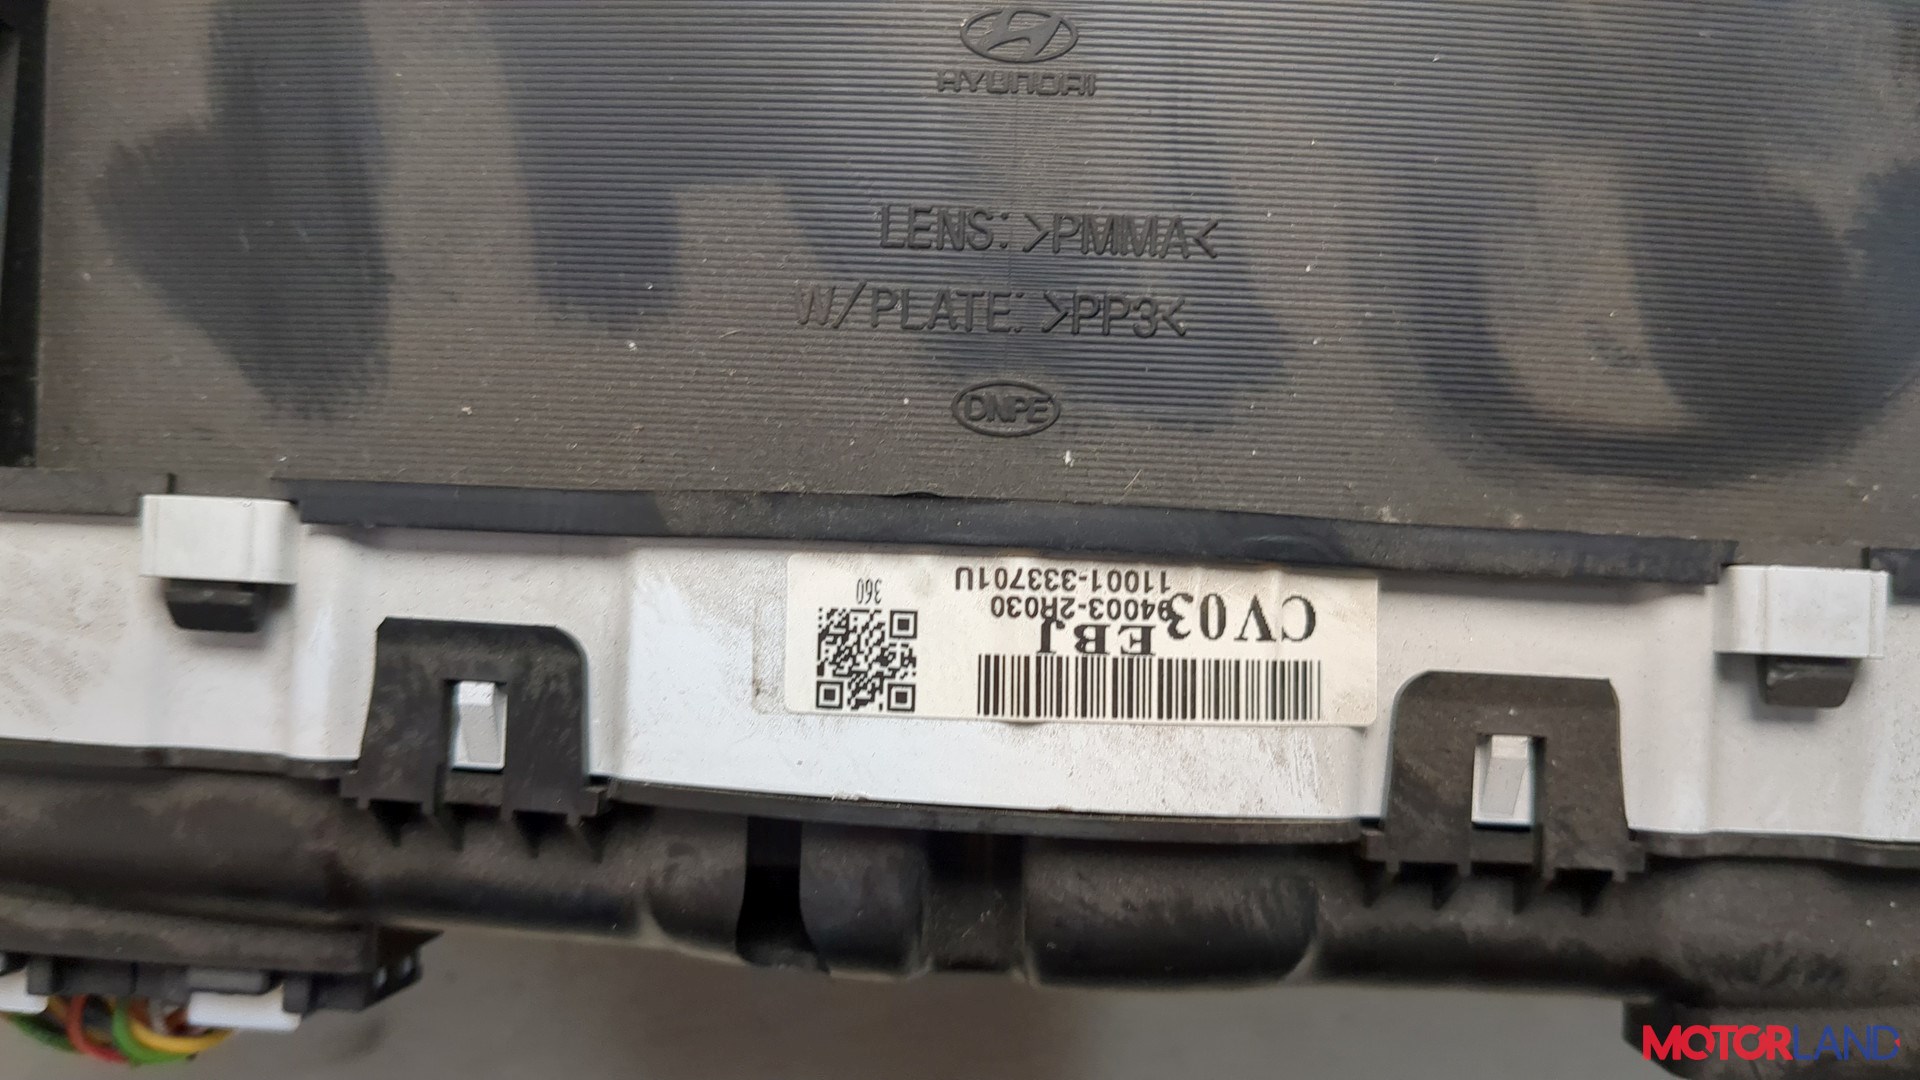 HYUNDAI
LENS: >PMMA<
W/PLATE: >PP3<
DNPE
EBJ
CV03
94003-2R030
11001-333701U
360
MOTORLAND